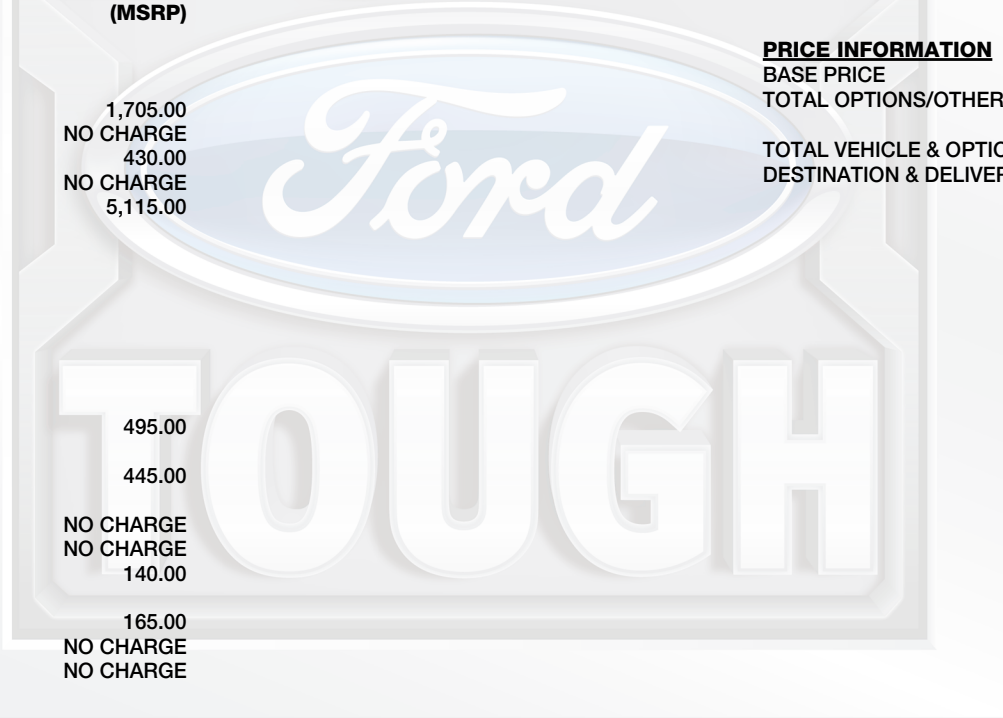 (MSRP)
1,705.00
NO CHARGE
430.00
NO CHARGE
5,115.00
495.00
445.00
NO CHARGE
NO CHARGE
140.00
165.00
NO CHARGE
NO CHARGE
PRICE INFORMATION
BASE PRICE
TOTAL OPTIONS/OTHER
TOTAL VEHICLE & OPTIO
DESTINATION & DELIVER
Ford
TOUGH